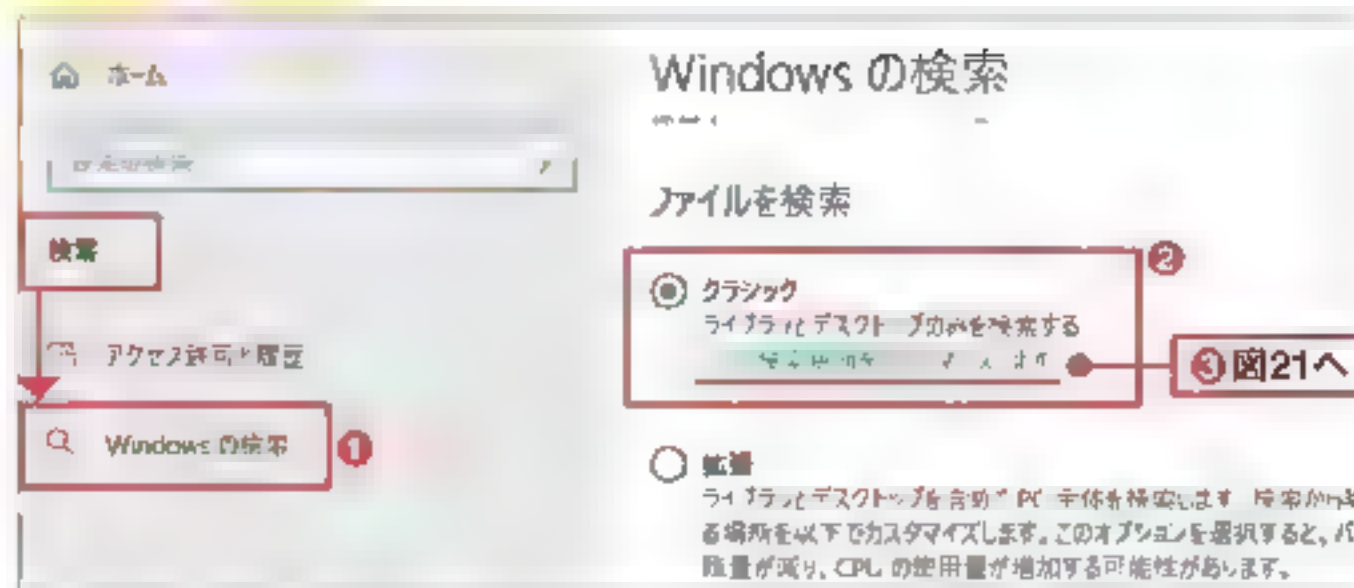 ホーム
Windows の検索
ファイルを検索
検索
❷
クラシック
ライブラリとデスクトップのみを検索する
❸図21へ
アクセス許可と履歴
Windows の検索
❶
拡張
ライブラリとデスクトップを含めて PC 全体を検索します
る場所を以下でカスタマイズします。このオプションを選択すると、
量が減り、CPU の使用量が増加する可能性があります。